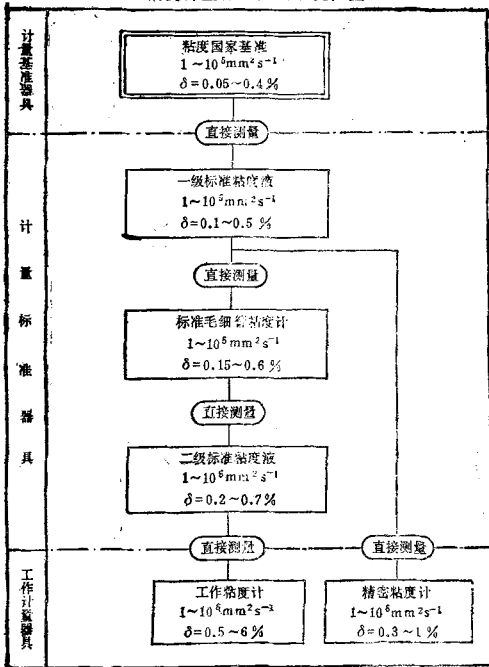 计量基准器具
粘度国家基准
1～10⁵mm²s⁻¹
δ=0.05～0.4%
直接测量
计量标准器具
一级标准粘度液
1～10⁵mm²s⁻¹
δ=0.1～0.5 %
直接测量
标准毛细管粘度计
1～10⁵mm²s⁻¹
δ=0.15～0.6 %
直接测量
二级标准粘度液
1～10⁵mm²s⁻¹
δ=0.2～0.7%
直接测量
直接测量
工作计量器具
工作粘度计
1～10⁵mm²s⁻¹
δ=0.5～6%
精密粘度计
1～10⁵mm²s⁻¹
δ=0.3～1%